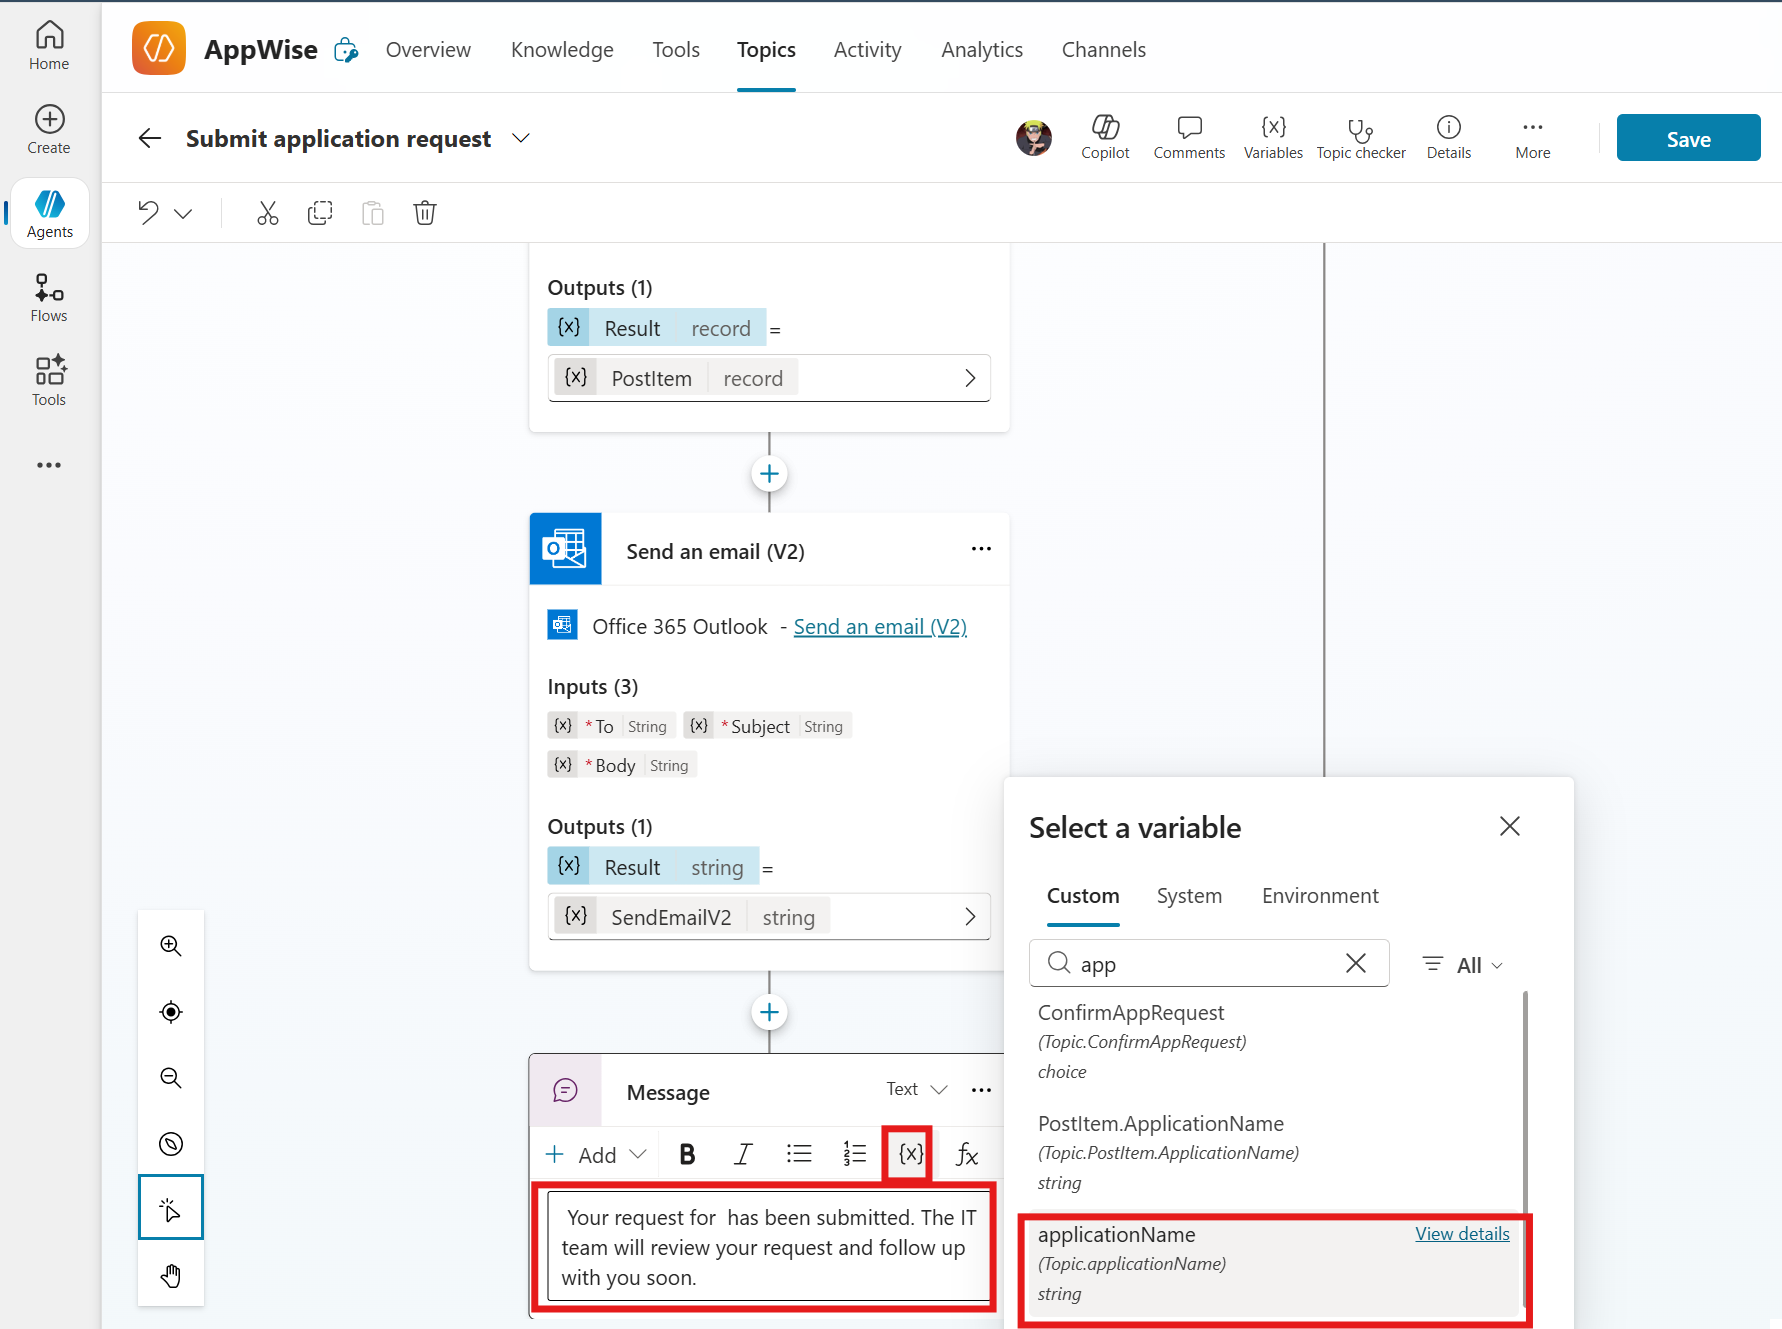 Home
Create
Agents
Flows
Tools
AppWise
Overview Knowledge Tools Topics Activity Analytics Channels
Submit application request
Copilot Comments {x} Variables Topic checker Details More
Save
Outputs (1)
{x} Result record =
{x} PostItem record
Send an email (V2)
Office 365 Outlook - Send an email (V2)
Inputs (3)
{x} * To String {x} * Subject String
{x} * Body String
Outputs (1)
{x} Result string =
{x} SendEmailV2 string
Message Text
Add B I {x} fx
Your request for  has been submitted. The IT
team will review your request and follow up
with you soon.
Select a variable
Custom System Environment
app All
ConfirmAppRequest
(Topic.ConfirmAppRequest)
choice
PostItem.ApplicationName
(Topic.PostItem.ApplicationName)
string
applicationName View details
(Topic.applicationName)
string